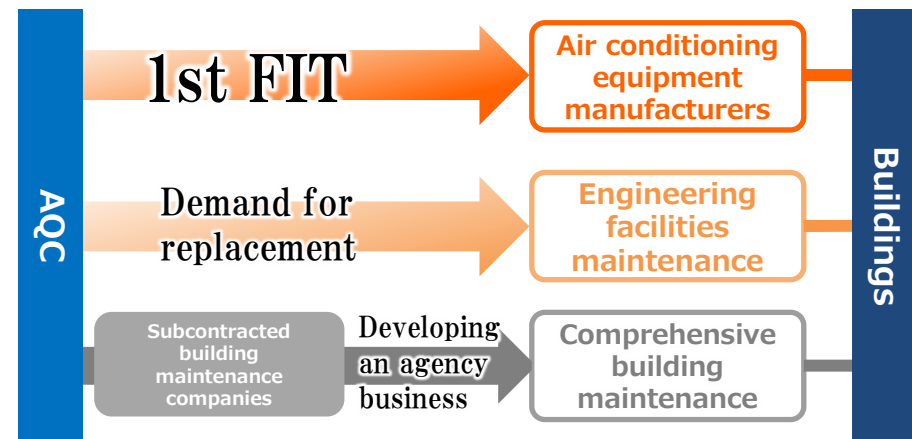 AQC
1st FIT
Air conditioning
equipment
manufacturers
Demand for
replacement
Engineering
facilities
maintenance
Subcontracted
building
maintenance
companies
Developing
an agency
business
Comprehensive
building
maintenance
Buildings